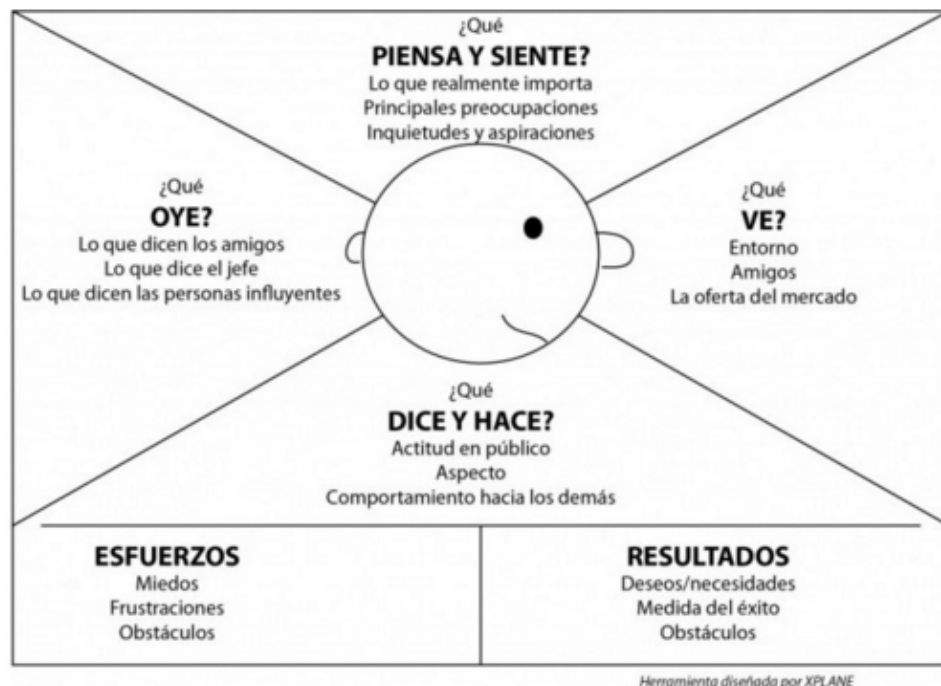 ¿Qué
PIENSA Y SIENTE?
Lo que realmente importa
Principales preocupaciones
Inquietudes y aspiraciones
¿Qué
OYE?
Lo que dicen los amigos
Lo que dice el jefe
Lo que dicen las personas influyentes
¿Qué
VE?
Entorno
Amigos
La oferta del mercado
¿Qué
DICE Y HACE?
Actitud en público
Aspecto
Comportamiento hacia los demás
ESFUERZOS
Miedos
Frustraciones
Obstáculos
RESULTADOS
Deseos/necesidades
Medida del éxito
Obstáculos
Herramienta diseñada por XPLANE